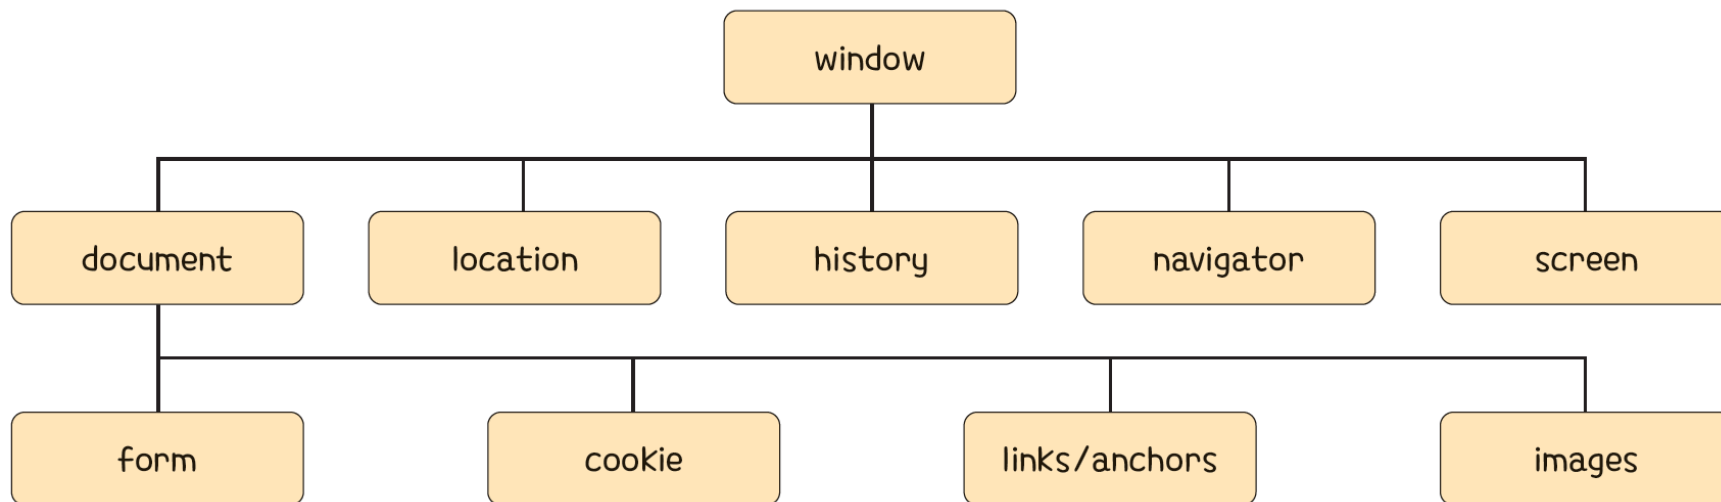 window
document
location
history
navigator
screen
form
cookie
links/anchors
images